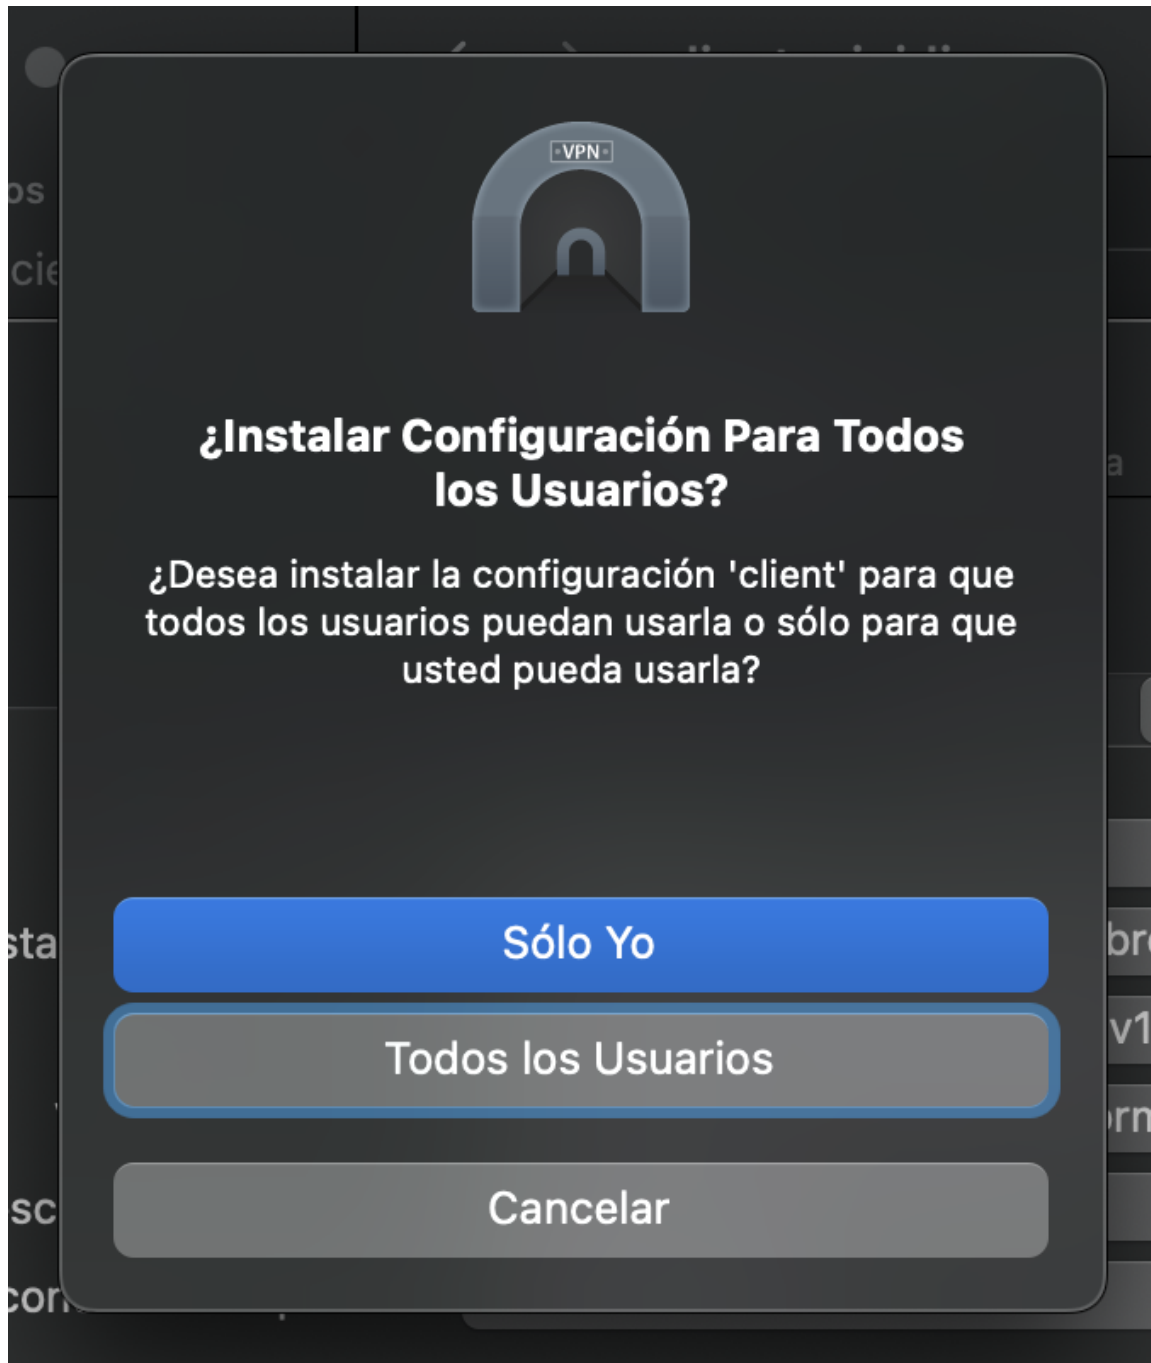 VPN
¿Instalar Configuración Para Todos
los Usuarios?
¿Desea instalar la configuración 'client' para que
todos los usuarios puedan usarla o sólo para que
usted pueda usarla?
Sólo Yo
Todos los Usuarios
Cancelar